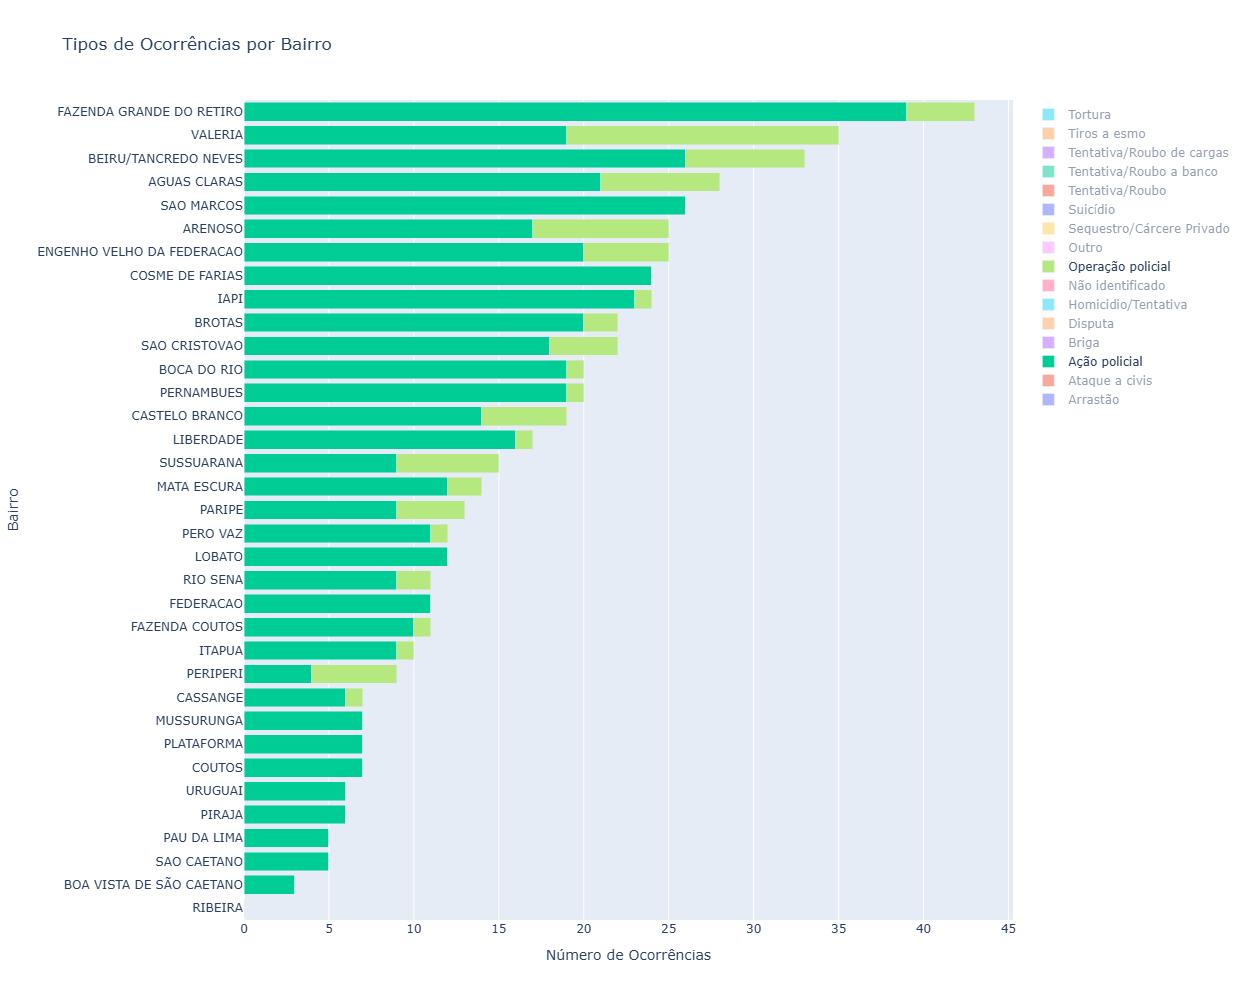 Tipos de Ocorrências por Bairro
FAZENDA GRANDE DO RETIRO
VALERIA
BEIRU/TANCREDO NEVES
AGUAS CLARAS
SAO MARCOS
ARENOSO
ENGENHO VELHO DA FEDERACAO
COSME DE FARIAS
IAPI
BROTAS
SAO CRISTOVAO
BOCA DO RIO
PERNAMBUES
CASTELO BRANCO
LIBERDADE
SUSSUARANA
MATA ESCURA
PARIPE
PERO VAZ
LOBATO
RIO SENA
FEDERACAO
FAZENDA COUTOS
ITAPUA
PERIPERI
CASSANGE
MUSSURUNGA
PLATAFORMA
COUTOS
URUGUAI
PIRAJA
PAU DA LIMA
SAO CAETANO
BOA VISTA DE SÃO CAETANO
RIBEIRA
Bairro
0 5 10 15 20 25 30 35 40 45
Número de Ocorrências
Tortura
Tiros a esmo
Tentativa/Roubo de cargas
Tentativa/Roubo a banco
Tentativa/Roubo
Suicídio
Sequestro/Cárcere Privado
Outro
Operação policial
Não identificado
Homicidio/Tentativa
Disputa
Briga
Ação policial
Ataque a civis
Arrastão